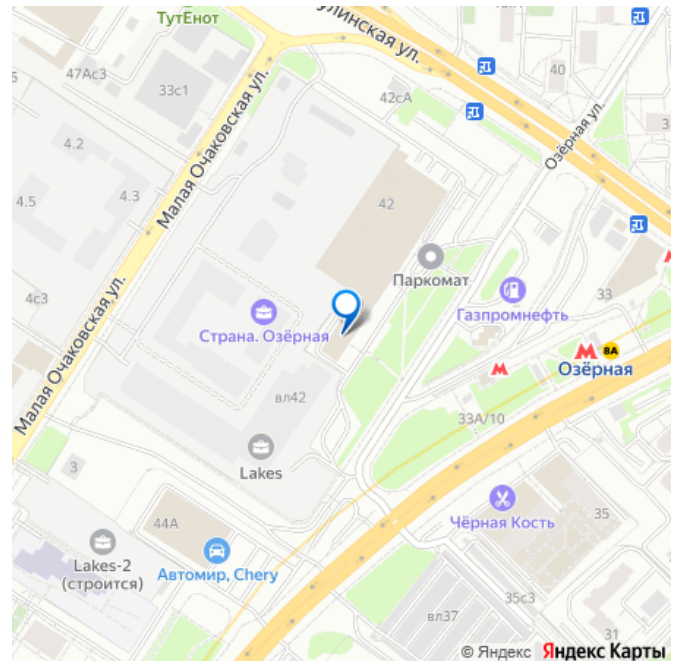 ТутЕнот
улинская ул.
47Ас3
33с1
40
42сА
Озёрная ул.
Малая Очаковская ул.
4.2
4.3
4.5
42
4с3
Паркомат
33
Газпромнефть
Страна. Озёрная
8А
Озёрная
вл42
33А/10
Малая Очаковская ул.
Lakes
3
44А
Чёрная Кость
35
Lakes-2
(строится)
Автомир, Chery
35с3
вл37
31
© Яндекс Яндекс Карты